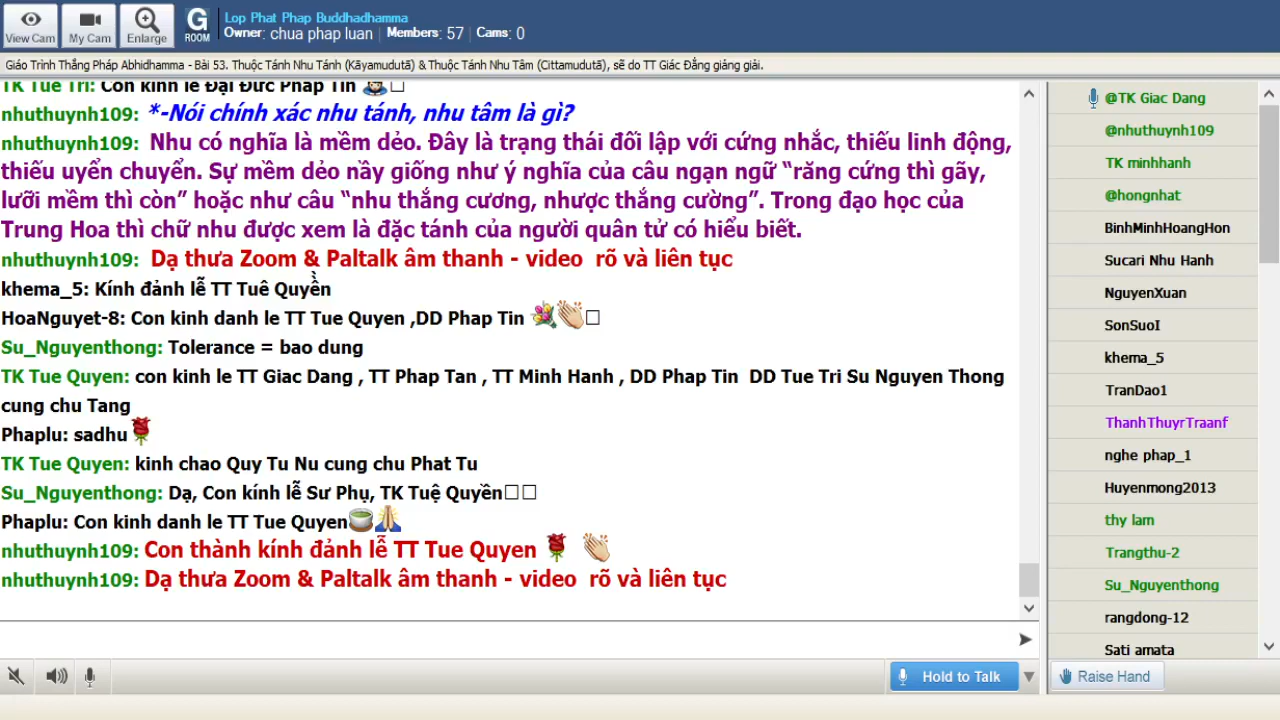 View Cam
My Cam
Enlarge
G
ROOM
Lop Phat Phap Buddhadhamma
Owner: chua phap luan | Members: 57 | Cams: 0
Giáo Trình Thắng Pháp Abhidhamma - Bài 53. Thuộc Tánh Nhu Tánh (Kāyamudutā) & Thuộc Tánh Nhu Tâm (Cittamudutā), sẽ do TT Giác Đẳng giảng giải.
TK Tue Tri: Con kính lễ Đại Đức Pháp Tín
nhuthuynh109: *-Nói chính xác nhu tánh, nhu tâm là gì?
nhuthuynh109: Nhu có nghĩa là mềm dẻo. Đây là trạng thái đối lập với cứng nhắc, thiếu linh động,
thiếu uyển chuyển. Sự mềm dẻo nầy giống như ý nghĩa của câu ngạn ngữ “răng cứng thì gãy,
lưỡi mềm thì còn” hoặc như câu “nhu thắng cương, nhược thắng cường”. Trong đạo học của
Trung Hoa thì chữ nhu được xem là đặc tánh của người quân tử có hiểu biết.
nhuthuynh109: Dạ thưa Zoom & Paltalk âm thanh - video rõ và liên tục
khema_5: Kính đảnh lễ TT Tuê Quyền
HoaNguyet-8: Con kinh danh le TT Tue Quyen ,DD Phap Tin
Su_Nguyenthong: Tolerance = bao dung
TK Tue Quyen: con kinh le TT Giac Dang , TT Phap Tan , TT Minh Hanh , DD Phap Tin DD Tue Tri Su Nguyen Thong
cung chu Tang
Phaplu: sadhu
TK Tue Quyen: kinh chao Quy Tu Nu cung chu Phat Tu
Su_Nguyenthong: Dạ, Con kính lễ Sư Phụ, TK Tuệ Quyền
Phaplu: Con kinh danh le TT Tue Quyen
nhuthuynh109: Con thành kính đảnh lễ TT Tue Quyen
nhuthuynh109: Dạ thưa Zoom & Paltalk âm thanh - video rõ và liên tục
@TK Giac Dang
@nhuthuynh109
TK minhhanh
@hongnhat
BinhMinhHoangHon
Sucari Nhu Hanh
NguyenXuan
SonSuoI
khema_5
TranDao1
ThanhThuyrTraanf
nghe phap_1
Huyenmong2013
thy lam
Trangthu-2
Su_Nguyenthong
rangdong-12
Sati amata
Hold to Talk
Raise Hand